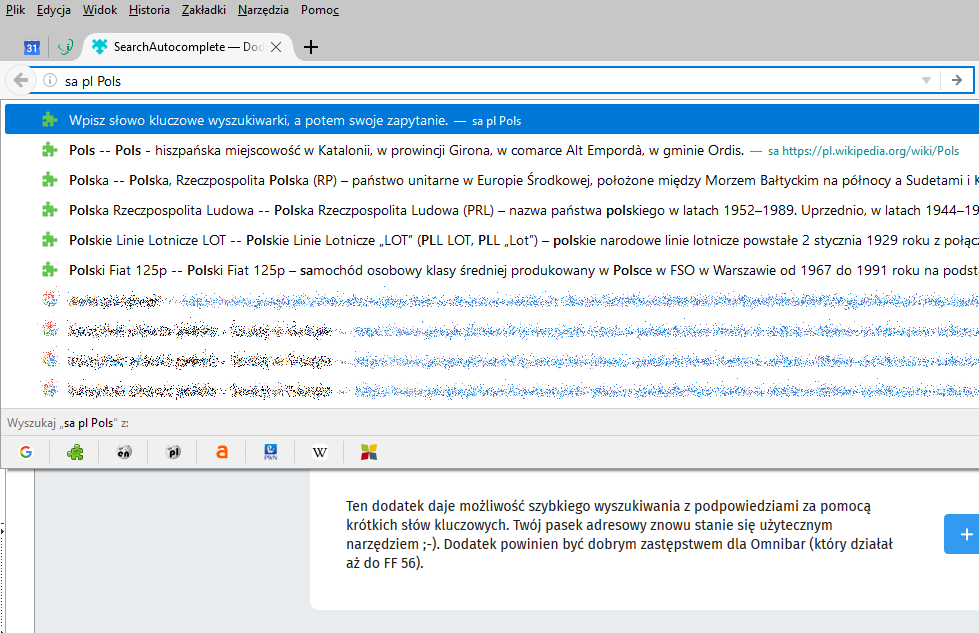 Plik Edycja Widok Historia Zakładki Narzędzia Pomoc
31 SearchAutocomplete — Dod
sa pl Pols
Wpisz słowo kluczowe wyszukiwarki, a potem swoje zapytanie. — sa pl Pols
Pols -- Pols - hiszpańska miejscowość w Katalonii, w prowincji Girona, w comarce Alt Empordà, w gminie Ordis. — sa https://pl.wikipedia.org/wiki/Pols
Polska -- Polska, Rzeczpospolita Polska (RP) – państwo unitarne w Europie Środkowej, położone między Morzem Bałtyckim na północy a Sudetami i K
Polska Rzeczpospolita Ludowa -- Polska Rzeczpospolita Ludowa (PRL) – nazwa państwa polskiego w latach 1952–1989. Uprzednio, w latach 1944–19
Polskie Linie Lotnicze LOT -- Polskie Linie Lotnicze „LOT” (PLL LOT, PLL „Lot”) – polskie narodowe linie lotnicze powstałe 2 stycznia 1929 roku z połącz
Polski Fiat 125p -- Polski Fiat 125p – samochód osobowy klasy średniej produkowany w Polsce w FSO w Warszawie od 1967 do 1991 roku na podsta
Wyszukaj „sa pl Pols” z:
G en pl a PWN W
Ten dodatek daje możliwość szybkiego wyszukiwania z podpowiedziami za pomocą
krótkich słów kluczowych. Twój pasek adresowy znowu stanie się użytecznym
narzędziem ;-). Dodatek powinien być dobrym zastępstwem dla Omnibar (który działał
aż do FF 56).